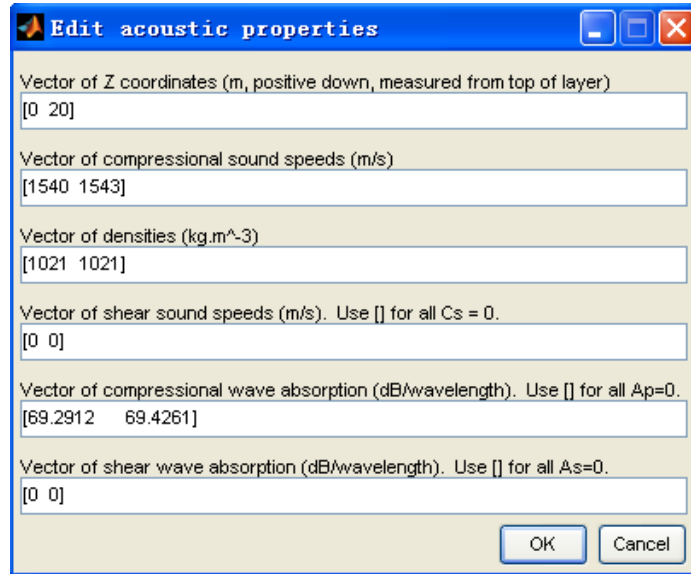 Edit acoustic properties
Vector of Z coordinates (m, positive down, measured from top of layer)
[0 20]
Vector of compressional sound speeds (m/s)
[1540 1543]
Vector of densities (kg.m^-3)
[1021 1021]
Vector of shear sound speeds (m/s). Use [] for all Cs = 0.
[0 0]
Vector of compressional wave absorption (dB/wavelength). Use [] for all Ap=0.
[69.2912 69.4261]
Vector of shear wave absorption (dB/wavelength). Use [] for all As=0.
[0 0]
OK Cancel